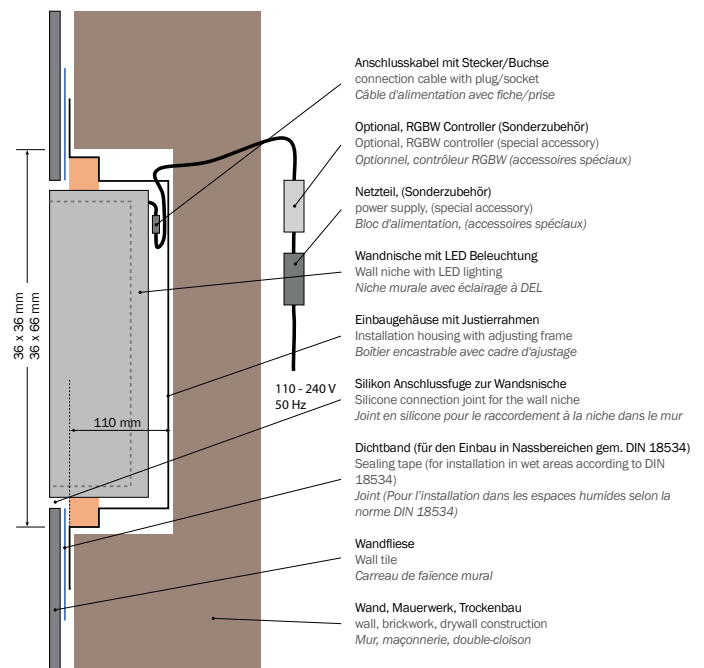 Anschlusskabel mit Stecker/Buchse
connection cable with plug/socket
Câble d'alimentation avec fiche/prise
Optional, RGBW Controller (Sonderzubehör)
Optional, RGBW controller (special accessory)
Optionnel, contrôleur RGBW (accessoires spéciaux)
Netzteil, (Sonderzubehör)
power supply, (special accessory)
Bloc d'alimentation, (accessoires spéciaux)
Wandnische mit LED Beleuchtung
Wall niche with LED lighting
Niche murale avec éclairage à DEL
Einbaugehäuse mit Justierrahmen
Installation housing with adjusting frame
Boîtier encastrable avec cadre d'ajustage
Silikon Anschlussfuge zur Wandsnische
Silicone connection joint for the wall niche
Joint en silicone pour le raccordement à la niche dans le mur
Dichtband (für den Einbau in Nassbereichen gem. DIN 18534)
Sealing tape (for installation in wet areas according to DIN
18534)
Joint (Pour l'installation dans les espaces humides selon la
norme DIN 18534)
Wandfliese
Wall tile
Carreau de faïence mural
Wand, Mauerwerk, Trockenbau
wall, brickwork, drywall construction
Mur, maçonnerie, double-cloison
36 x 36 mm
36 x 66 mm
110 mm
110 - 240 V
50 Hz